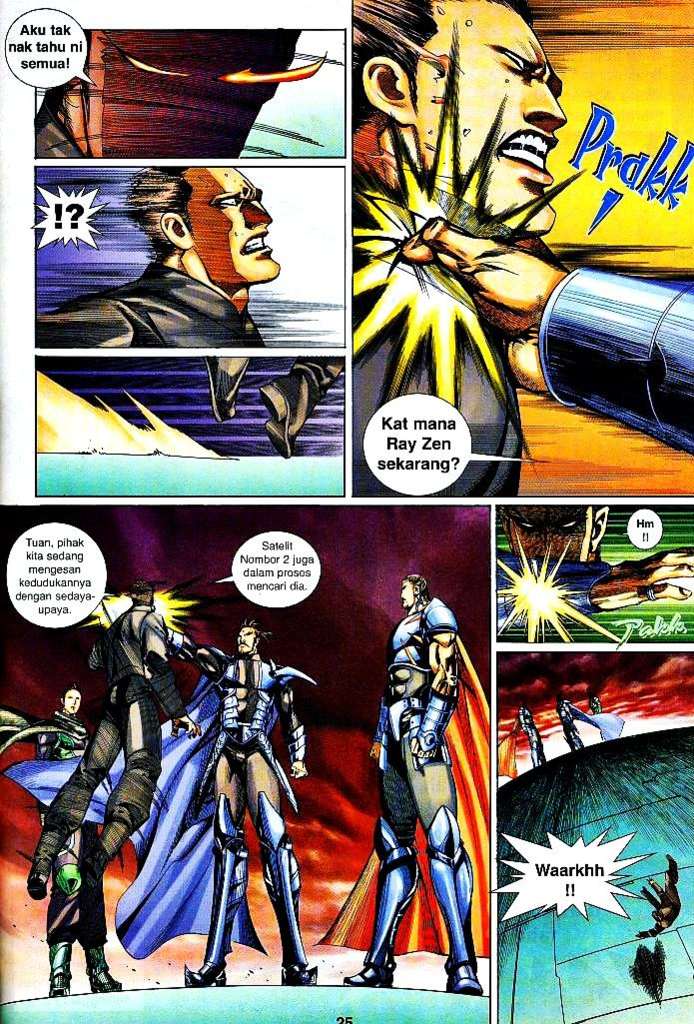 Aku tak
nak tahu ni
semua!
!?
Prakk
!
Kat mana
Ray Zen
sekarang?
Tuan, pihak
kita sedang
mengesan
kedudukannya
dengan sedaya-
upaya.
Satelit
Nombor 2 juga
dalam prosos
mencari dia.
Hm
!!
Pakk
Waarkhh
!!
25